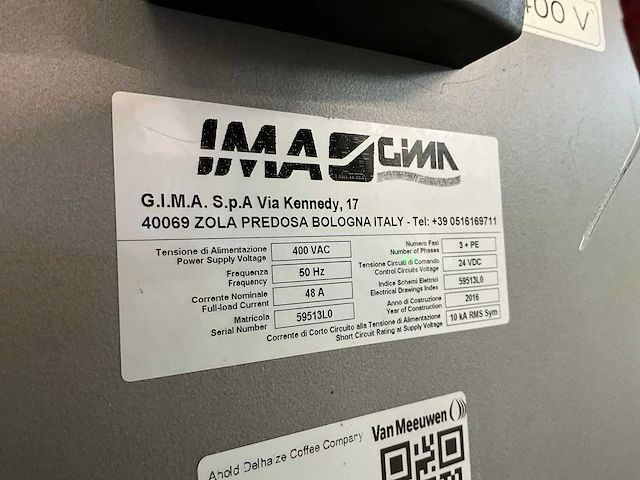 400 V
IMA GiMA
G.I.M.A. S.p.A Via Kennedy, 17
40069 ZOLA PREDOSA BOLOGNA ITALY - Tel: +39 0516169711
Tensione di Alimentazione
Power Supply Voltage
400 VAC
Frequenza
Frequency
50 Hz
Corrente Nominale
Full-load Current
48 A
Matricola
Serial Number
59513L0
Numero Fasi
Number of Phases
3 + PE
Tensione Circuiti di Comando
Control Circuits Voltage
24 VDC
Indice Schemi Elettrici
Electrical Drawings Index
59513L0
Anno di Costruzione
Year of Construction
2016
Corrente di Corto Circuito alla Tensione di Alimentazione
Short Circuit Rating at Supply Voltage
10 kA RMS Sym
Van Meeuwen
Ahold Delhaize Coffee Company